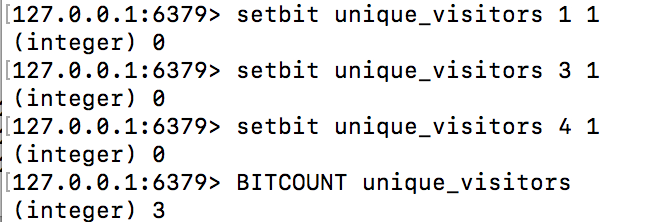 [127.0.0.1:6379> setbit unique_visitors 1 1
(integer) 0
[127.0.0.1:6379> setbit unique_visitors 3 1
(integer) 0
[127.0.0.1:6379> setbit unique_visitors 4 1
(integer) 0
[127.0.0.1:6379> BITCOUNT unique_visitors
(integer) 3